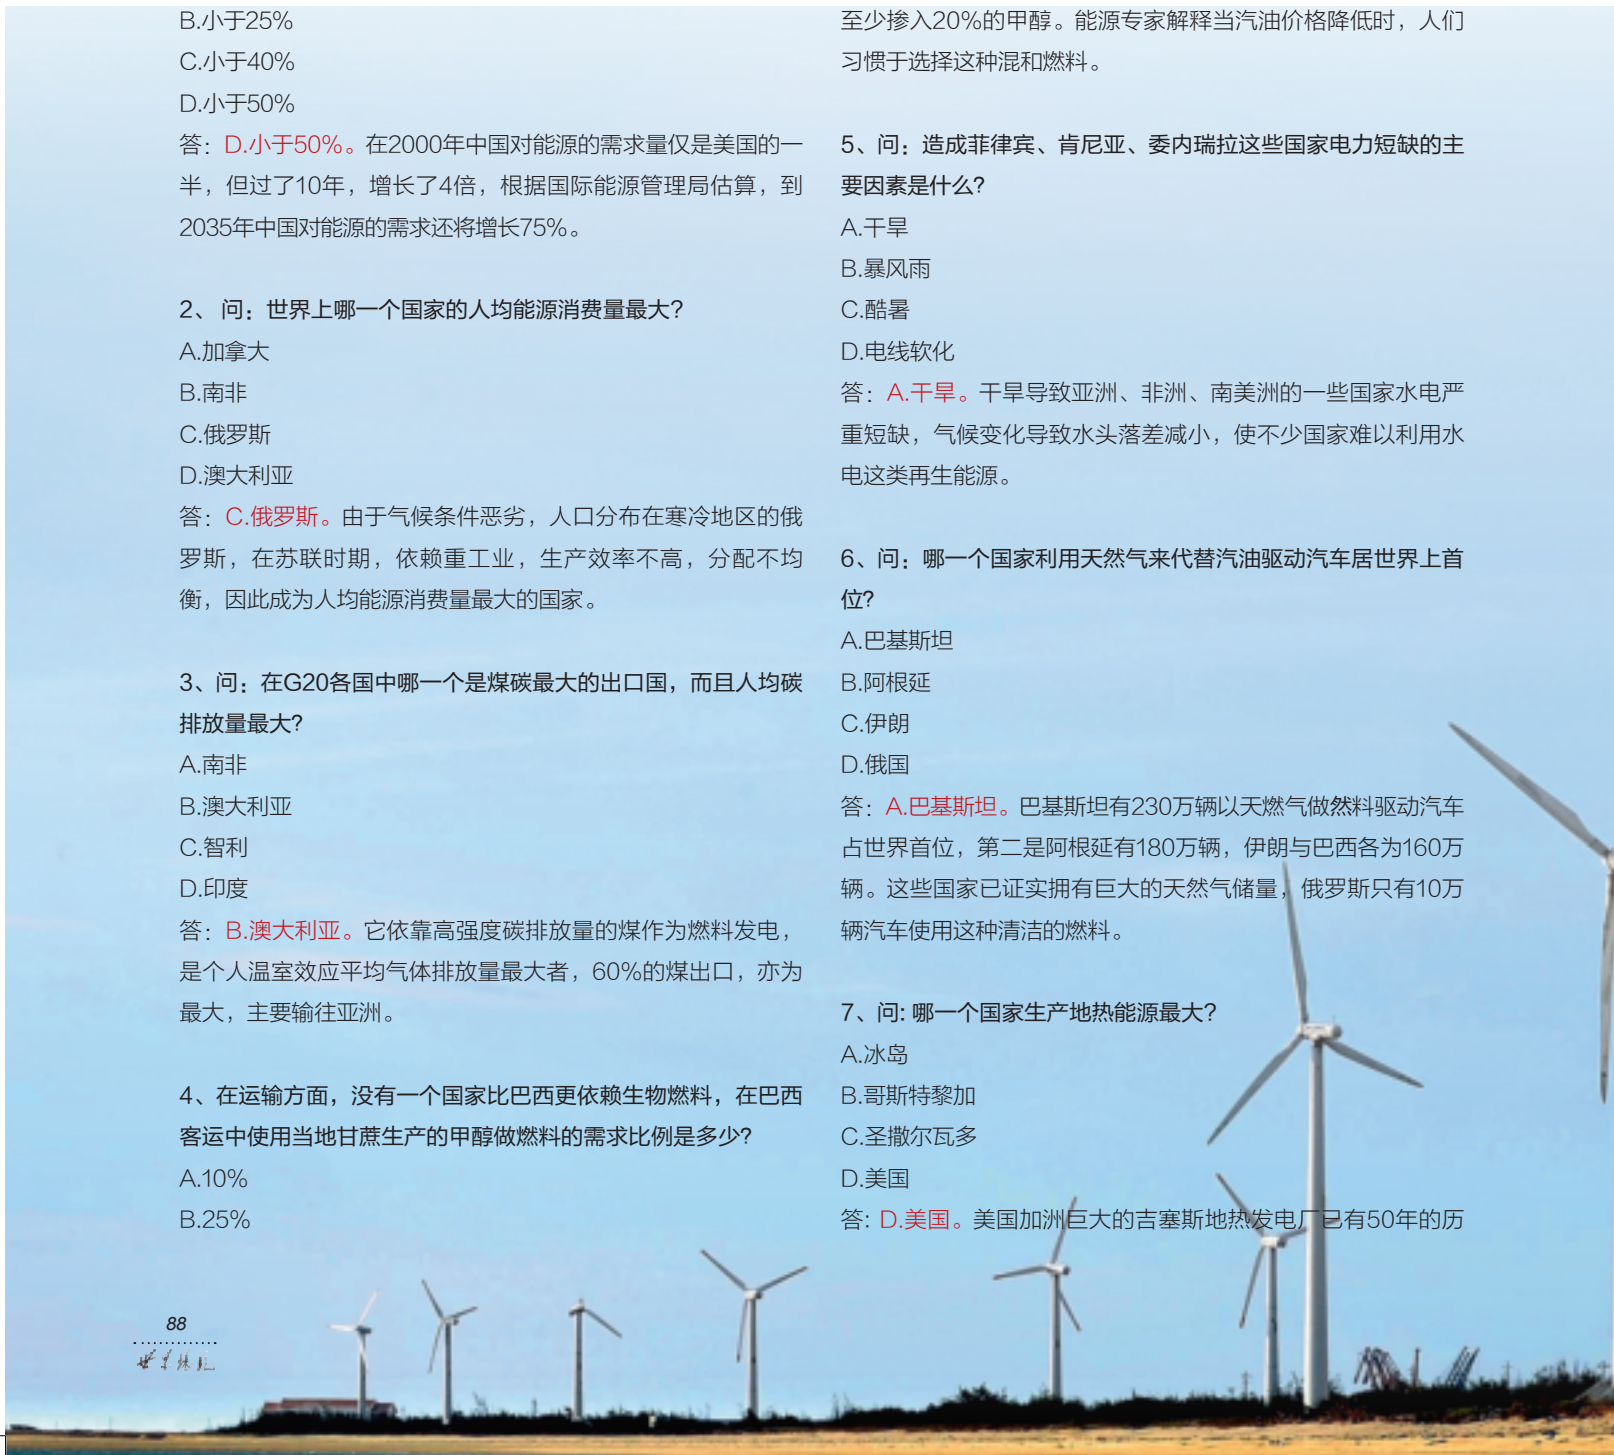 B.小于25%
C.小于40%
D.小于50%
答：D.小于50%。在2000年中国对能源的需求量仅是美国的一
半，但过了10年，增长了4倍，根据国际能源管理局估算，到
2035年中国对能源的需求还将增长75%。
2、 问：世界上哪一个国家的人均能源消费量最大？
A.加拿大
B.南非
C.俄罗斯
D.澳大利亚
答：C.俄罗斯。由于气候条件恶劣，人口分布在寒冷地区的俄
罗斯，在苏联时期，依赖重工业，生产效率不高，分配不均
衡，因此成为人均能源消费量最大的国家。
3、问：在G20各国中哪一个是煤碳最大的出口国，而且人均碳
排放量最大？
A.南非
B.澳大利亚
C.智利
D.印度
答：B.澳大利亚。它依靠高强度碳排放量的煤作为燃料发电，
是个人温室效应平均气体排放量最大者，60%的煤出口，亦为
最大，主要输往亚洲。
4、在运输方面，没有一个国家比巴西更依赖生物燃料，在巴西
客运中使用当地甘蔗生产的甲醇做燃料的需求比例是多少？
A.10%
B.25%
至少掺入20%的甲醇。能源专家解释当汽油价格降低时，人们
习惯于选择这种混和燃料。
5、问：造成菲律宾、肯尼亚、委内瑞拉这些国家电力短缺的主
要因素是什么？
A.干旱
B.暴风雨
C.酷暑
D.电线软化
答：A.干旱。干旱导致亚洲、非洲、南美洲的一些国家水电严
重短缺，气候变化导致水头落差减小，使不少国家难以利用水
电这类再生能源。
6、问：哪一个国家利用天然气来代替汽油驱动汽车居世界上首
位？
A.巴基斯坦
B.阿根延
C.伊朗
D.俄国
答：A.巴基斯坦。巴基斯坦有230万辆以天燃气做然料驱动汽车
占世界首位，第二是阿根延有180万辆，伊朗与巴西各为160万
辆。这些国家已证实拥有巨大的天然气储量，俄罗斯只有10万
辆汽车使用这种清洁的燃料。
7、问: 哪一个国家生产地热能源最大？
A.冰岛
B.哥斯特黎加
C.圣撒尔瓦多
D.美国
答: D.美国。美国加洲巨大的吉塞斯地热发电厂已有50年的历
88